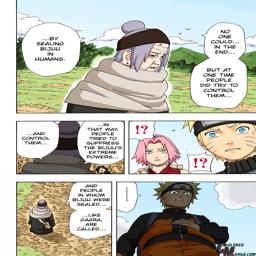 NO
ONE
COULD...
IN THE
END...
BUT AT
ONE TIME
PEOPLE
DID TRY TO
CONTROL
THEM...
...BY
SEALING
BIJUU
IN
HUMANS.
!?
!?
IN
THAT WAY,
PEOPLE
TRIED TO
SUPPRESS
THE BIJUU'S
EXTREME
POWERS...
...AND
CONTROL
THEM...
AND
PEOPLE
IN WHOM
BIJUU WERE
SEALED...
...LIKE
GAARA,
ARE
CALLED...